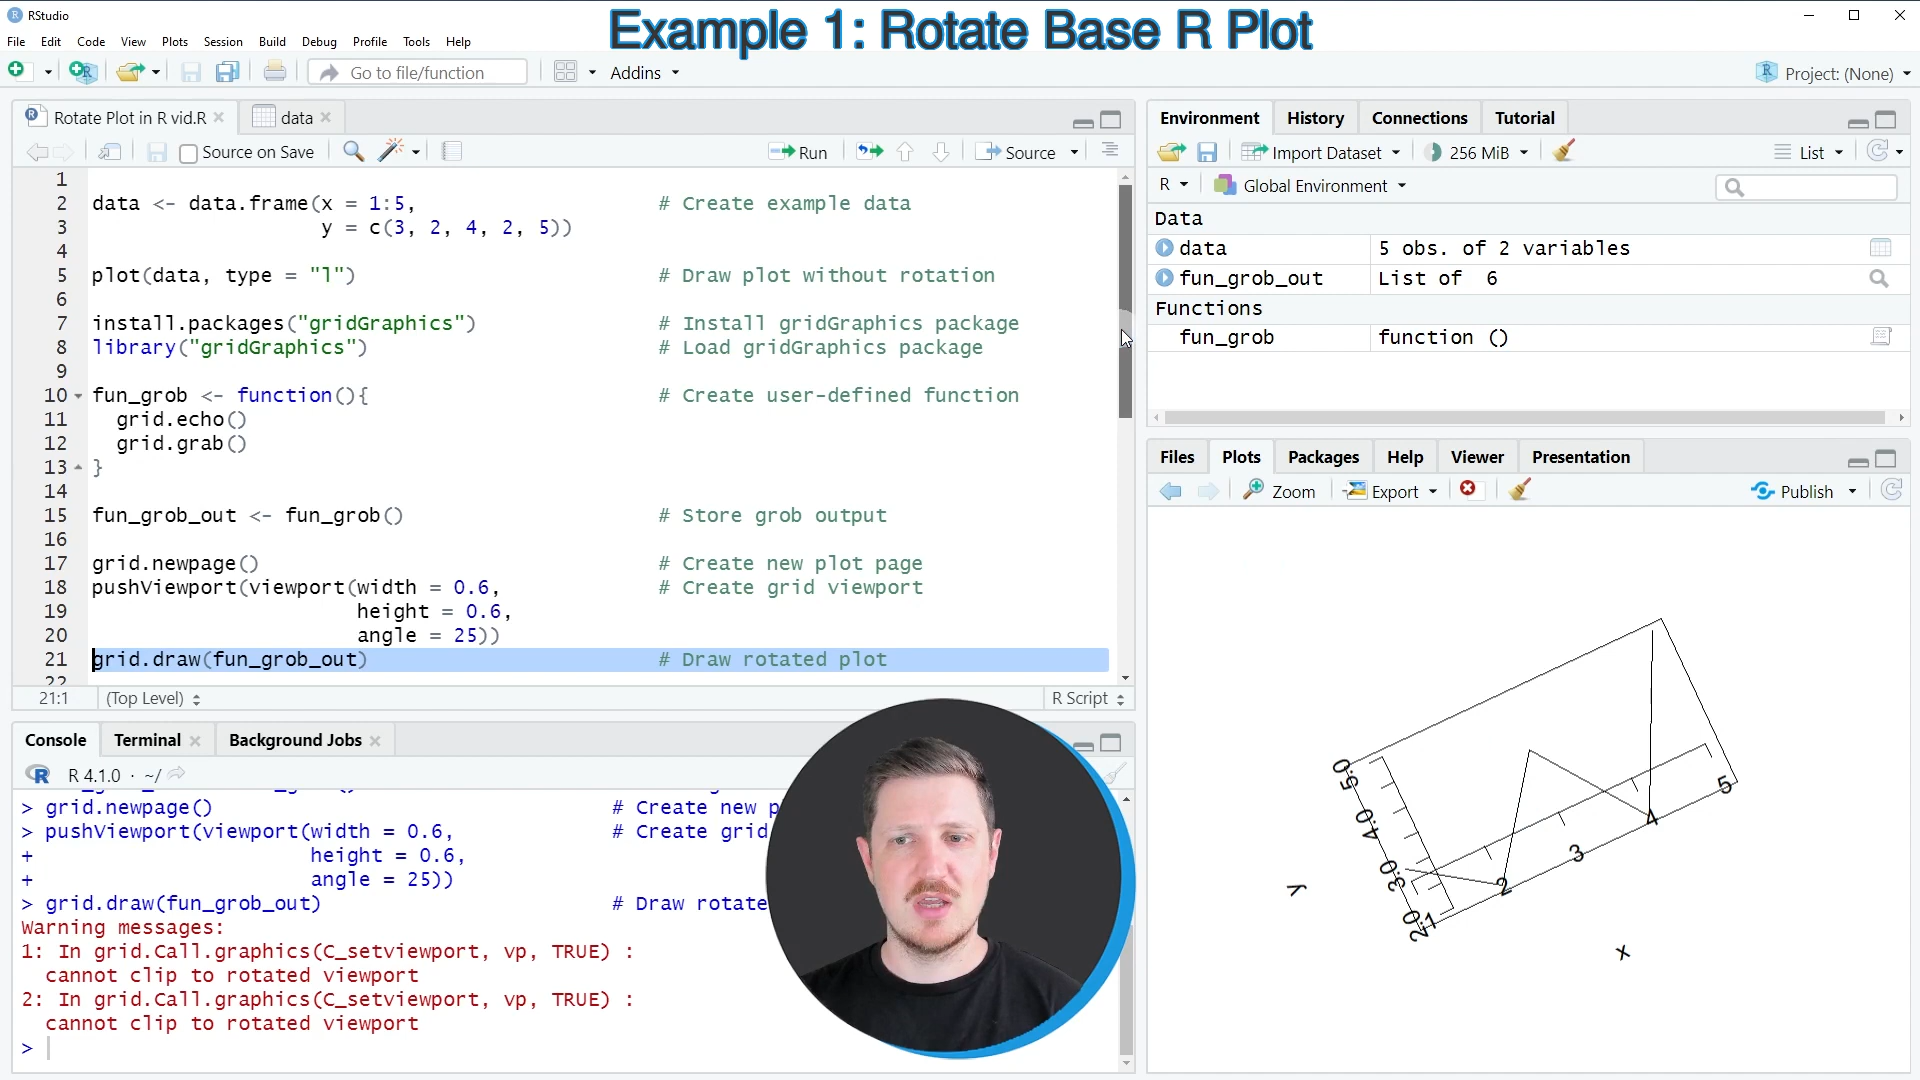 RStudio
Example 1: Rotate Base R Plot
File Edit Code View Plots Session Build Debug Profile Tools Help
Go to file/function
Addins
Project: (None)
Rotate Plot in R vid.R
data
Source on Save
Run
Source
1
2 data <- data.frame(x = 1:5, # Create example data
3 y = c(3, 2, 4, 2, 5))
4
5 plot(data, type = "l") # Draw plot without rotation
6
7 install.packages("gridGraphics") # Install gridGraphics package
8 library("gridGraphics") # Load gridGraphics package
9
10 fun_grob <- function(){ # Create user-defined function
11 grid.echo()
12 grid.grab()
13 }
14
15 fun_grob_out <- fun_grob() # Store grob output
16
17 grid.newpage() # Create new plot page
18 pushViewport(viewport(width = 0.6, # Create grid viewport
19 height = 0.6,
20 angle = 25))
21 grid.draw(fun_grob_out) # Draw rotated plot
22
21:1 (Top Level) R Script
Console Terminal Background Jobs
R 4.1.0 · ~/
> grid.newpage() # Create new p
> pushViewport(viewport(width = 0.6, # Create grid
+ height = 0.6,
+ angle = 25))
> grid.draw(fun_grob_out) # Draw rotate
Warning messages:
1: In grid.Call.graphics(C_setviewport, vp, TRUE) :
cannot clip to rotated viewport
2: In grid.Call.graphics(C_setviewport, vp, TRUE) :
cannot clip to rotated viewport
>
Environment History Connections Tutorial
Import Dataset
256 MiB
List
R
Global Environment
Data
data 5 obs. of 2 variables
fun_grob_out List of 6
Functions
fun_grob function ()
Files Plots Packages Help Viewer Presentation
Zoom
Export
Publish
5.0
4.0
3.0
2.0
1
2
3
4
5
y
x